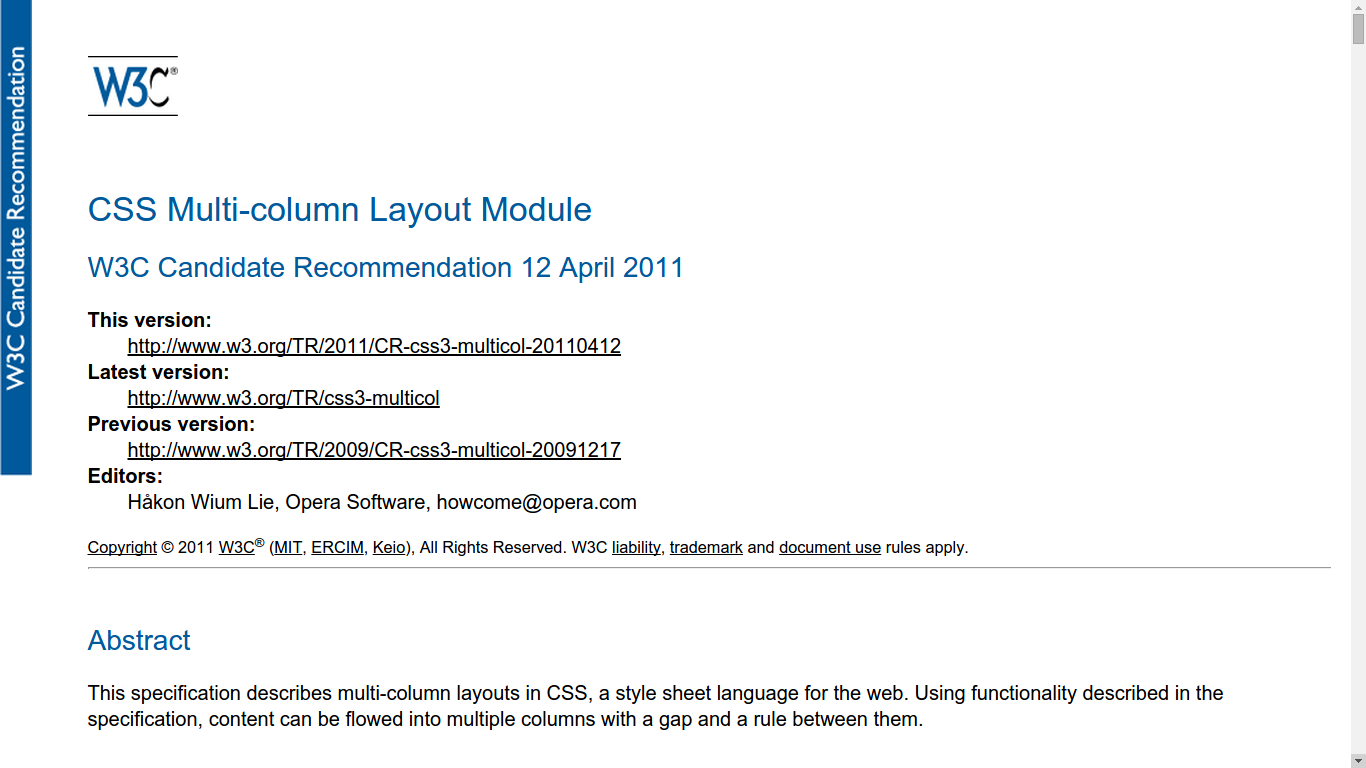 W3C Candidate Recommendation
W3C®
CSS Multi-column Layout Module
W3C Candidate Recommendation 12 April 2011
This version:
http://www.w3.org/TR/2011/CR-css3-multicol-20110412
Latest version:
http://www.w3.org/TR/css3-multicol
Previous version:
http://www.w3.org/TR/2009/CR-css3-multicol-20091217
Editors:
Håkon Wium Lie, Opera Software, howcome@opera.com
Copyright © 2011 W3C® (MIT, ERCIM, Keio), All Rights Reserved. W3C liability, trademark and document use rules apply.
Abstract
This specification describes multi-column layouts in CSS, a style sheet language for the web. Using functionality described in the
specification, content can be flowed into multiple columns with a gap and a rule between them.